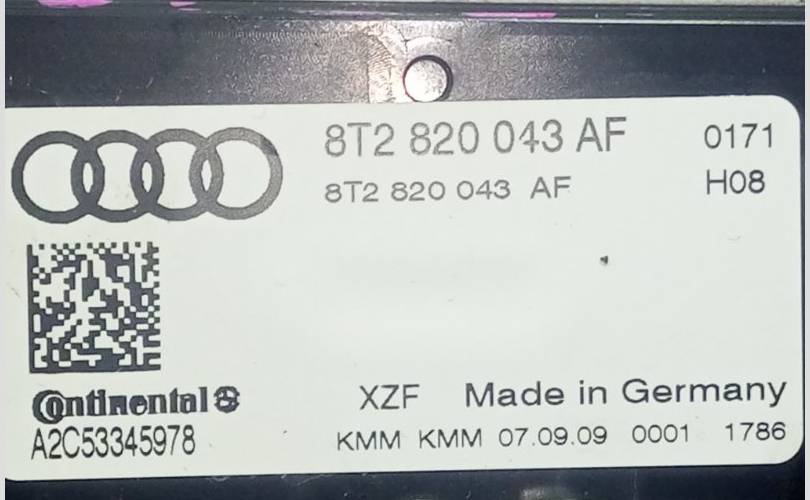 8T2 820 043 AF 0171
8T2 820 043 AF H08
Continental
XZF Made in Germany
A2C53345978
KMM KMM 07.09.09 0001 1786